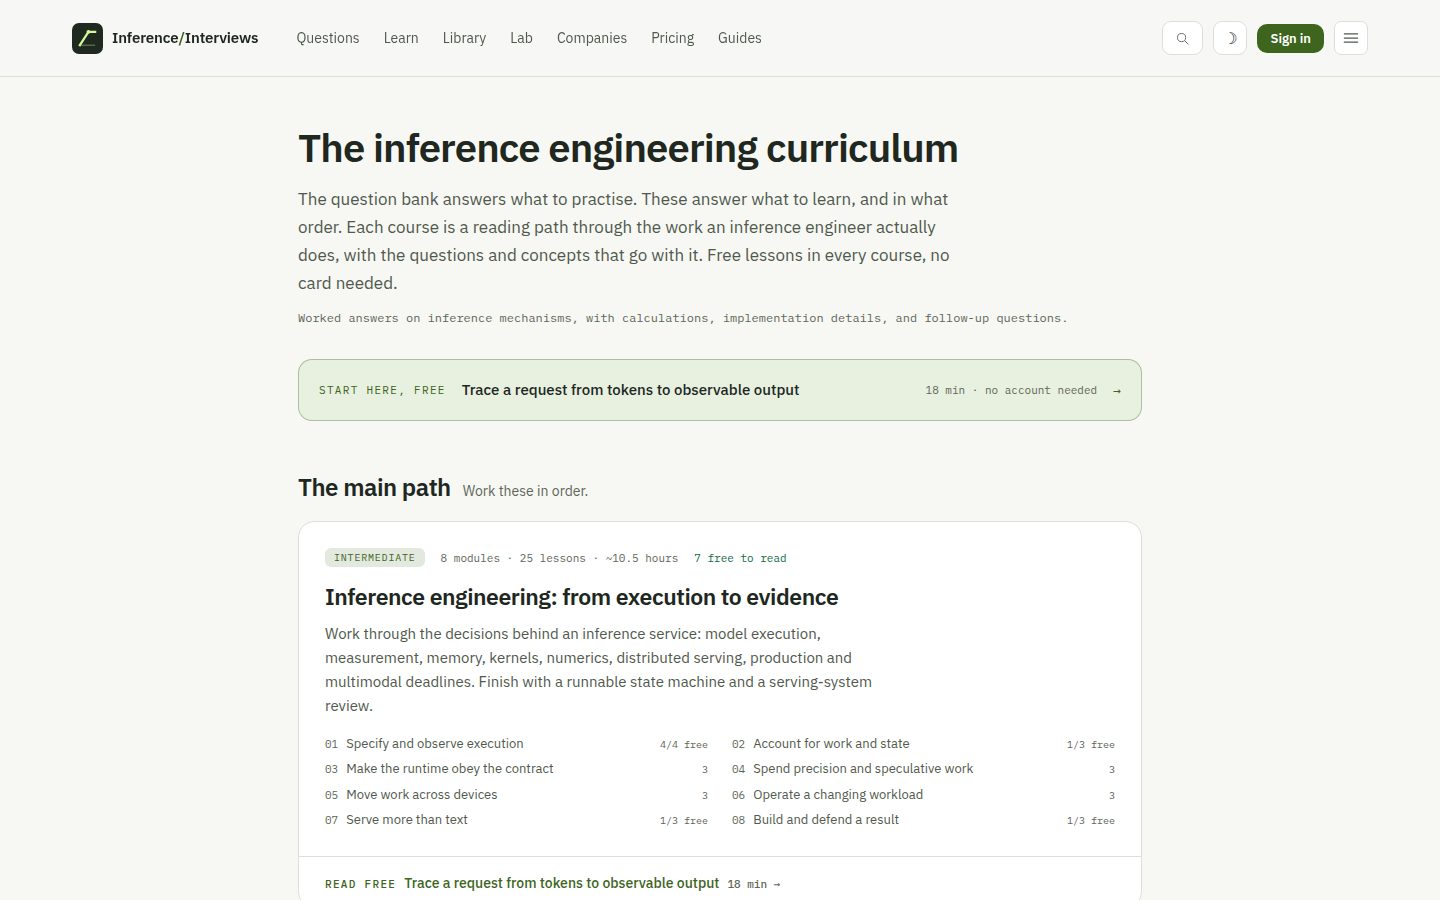 Inference/Interviews Questions Learn Library Lab Companies Pricing Guides Sign in
The inference engineering curriculum
The question bank answers what to practise. These answer what to learn, and in what
order. Each course is a reading path through the work an inference engineer actually
does, with the questions and concepts that go with it. Free lessons in every course, no
card needed.
Worked answers on inference mechanisms, with calculations, implementation details, and follow-up questions.
START HERE, FREE Trace a request from tokens to observable output 18 min · no account needed →
The main path Work these in order.
INTERMEDIATE 8 modules · 25 lessons · ~10.5 hours 7 free to read
Inference engineering: from execution to evidence
Work through the decisions behind an inference service: model execution,
measurement, memory, kernels, numerics, distributed serving, production and
multimodal deadlines. Finish with a runnable state machine and a serving-system
review.
01 Specify and observe execution 4/4 free 02 Account for work and state 1/3 free
03 Make the runtime obey the contract 3 04 Spend precision and speculative work 3
05 Move work across devices 3 06 Operate a changing workload 3
07 Serve more than text 1/3 free 08 Build and defend a result 1/3 free
READ FREE Trace a request from tokens to observable output 18 min →